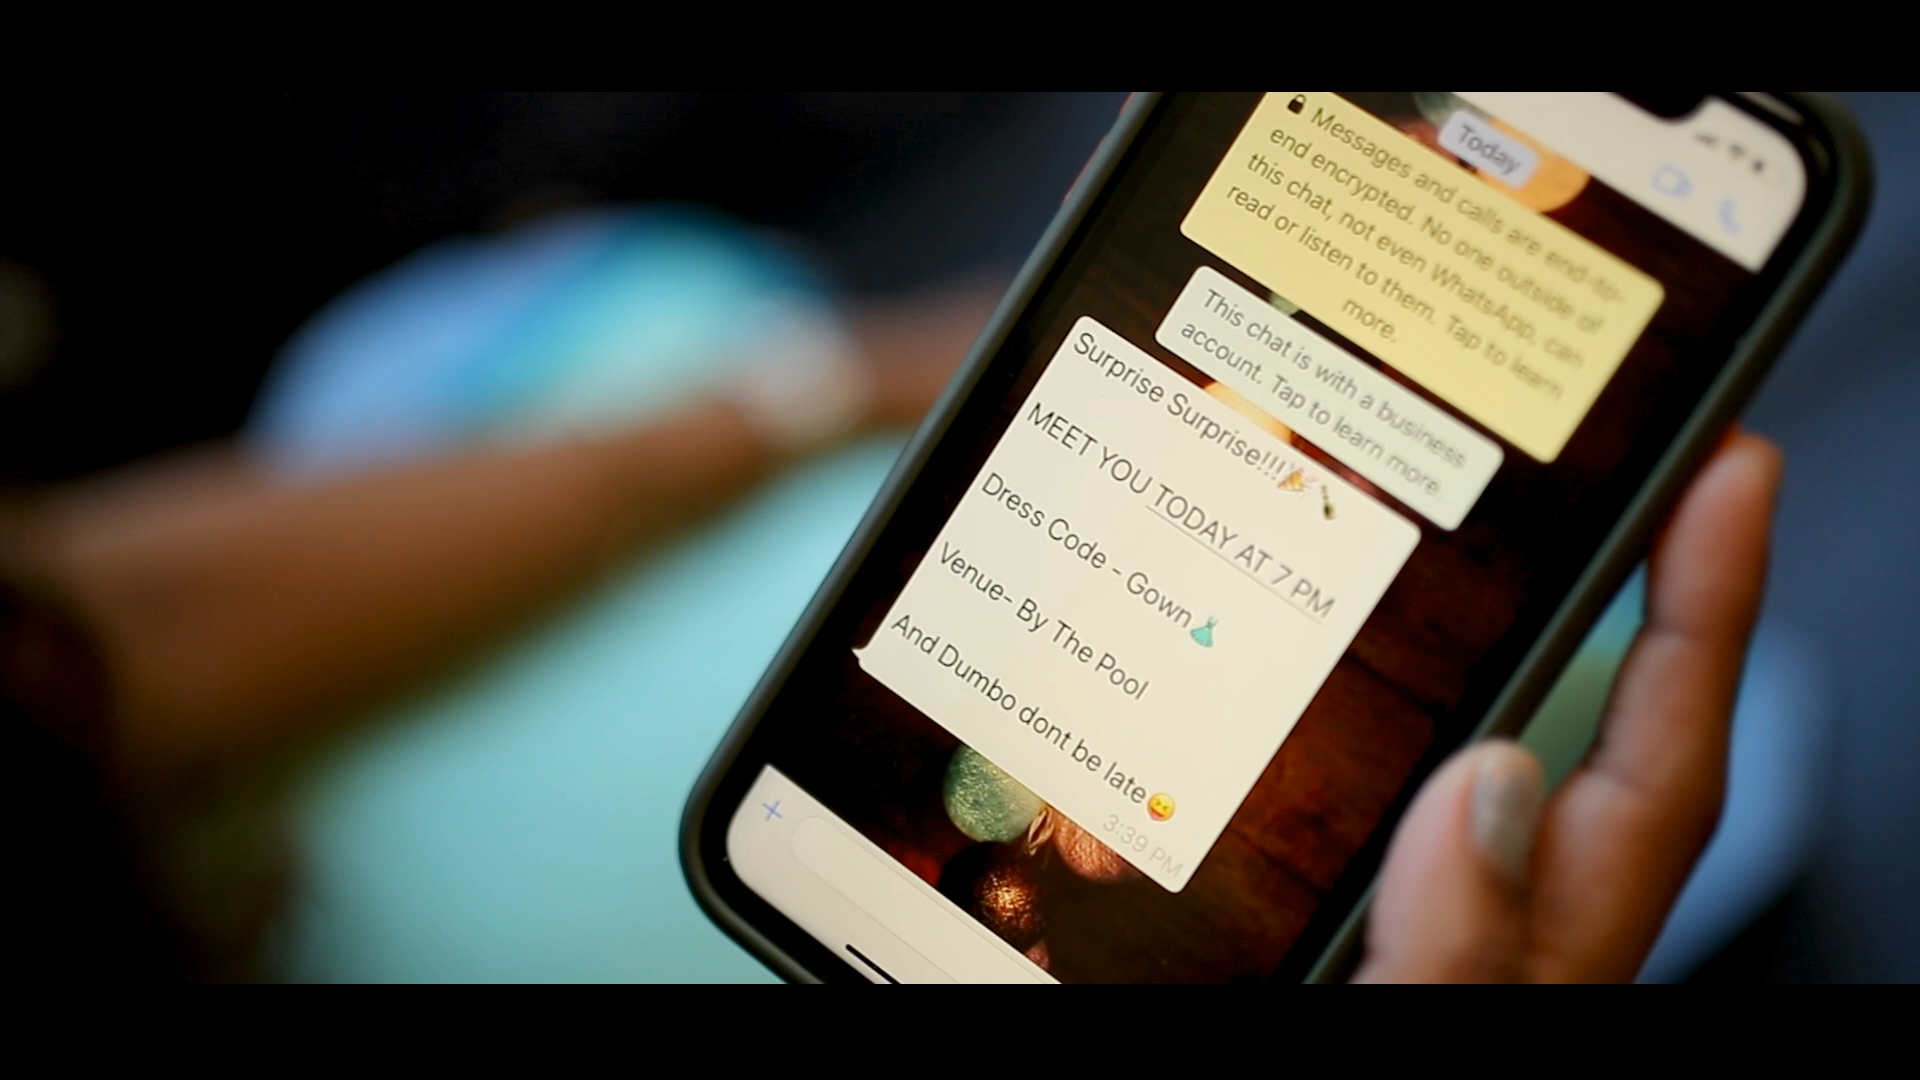 Today
🔒 Messages and calls are end-to-
end encrypted. No one outside of
this chat, not even WhatsApp, can
read or listen to them. Tap to learn
more.
This chat is with a business
account. Tap to learn more.
Surprise Surprise!!!🎉🍾
MEET YOU TODAY AT 7 PM
Dress Code - Gown👗
Venue- By The Pool
And Dumbo dont be late😝
3:39 PM